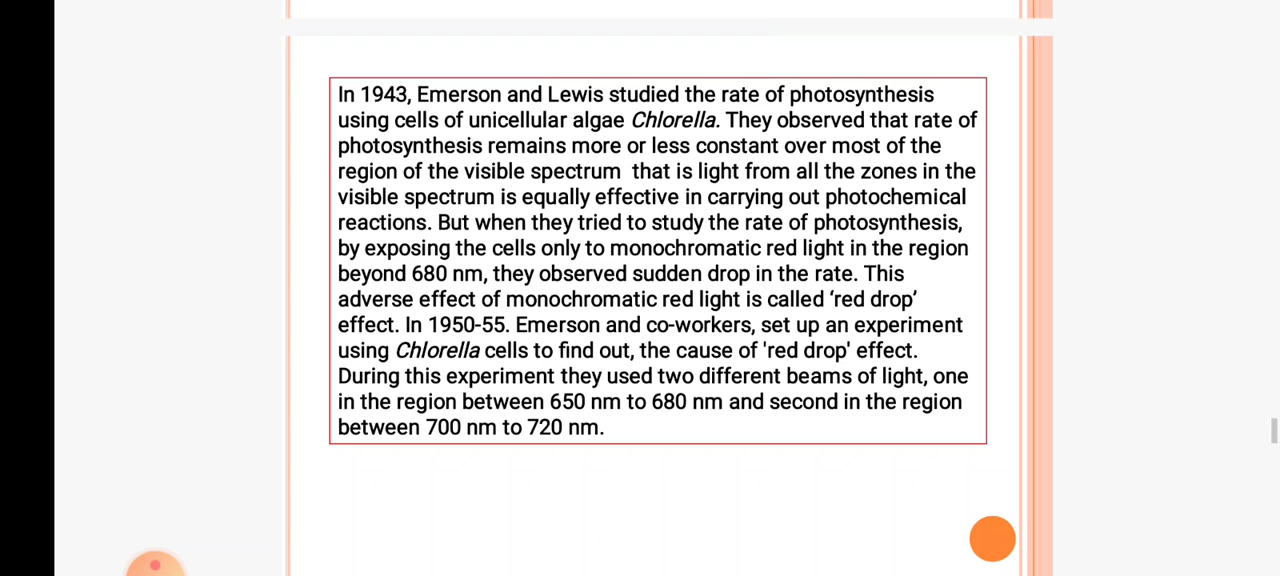 In 1943, Emerson and Lewis studied the rate of photosynthesis
using cells of unicellular algae Chlorella. They observed that rate of
photosynthesis remains more or less constant over most of the
region of the visible spectrum  that is light from all the zones in the
visible spectrum is equally effective in carrying out photochemical
reactions. But when they tried to study the rate of photosynthesis,
by exposing the cells only to monochromatic red light in the region
beyond 680 nm, they observed sudden drop in the rate. This
adverse effect of monochromatic red light is called ‘red drop’
effect. In 1950-55. Emerson and co-workers, set up an experiment
using Chlorella cells to find out, the cause of 'red drop' effect.
During this experiment they used two different beams of light, one
in the region between 650 nm to 680 nm and second in the region
between 700 nm to 720 nm.